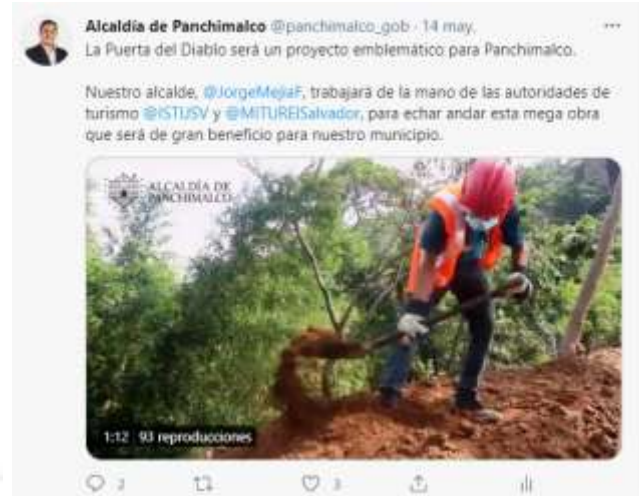 Alcaldía de Panchimalco @panchimalco_gob · 14 may.
La Puerta del Diablo será un proyecto emblemático para Panchimalco.
Nuestro alcalde, @JorgeMejiaF, trabajará de la mano de las autoridades de
turismo @ISTUSV y @MITURElSalvador, para echar andar esta mega obra
que será de gran beneficio para nuestro municipio.
ALCALDÍA DE
PANCHIMALCO
1:12 93 reproducciones
2 3